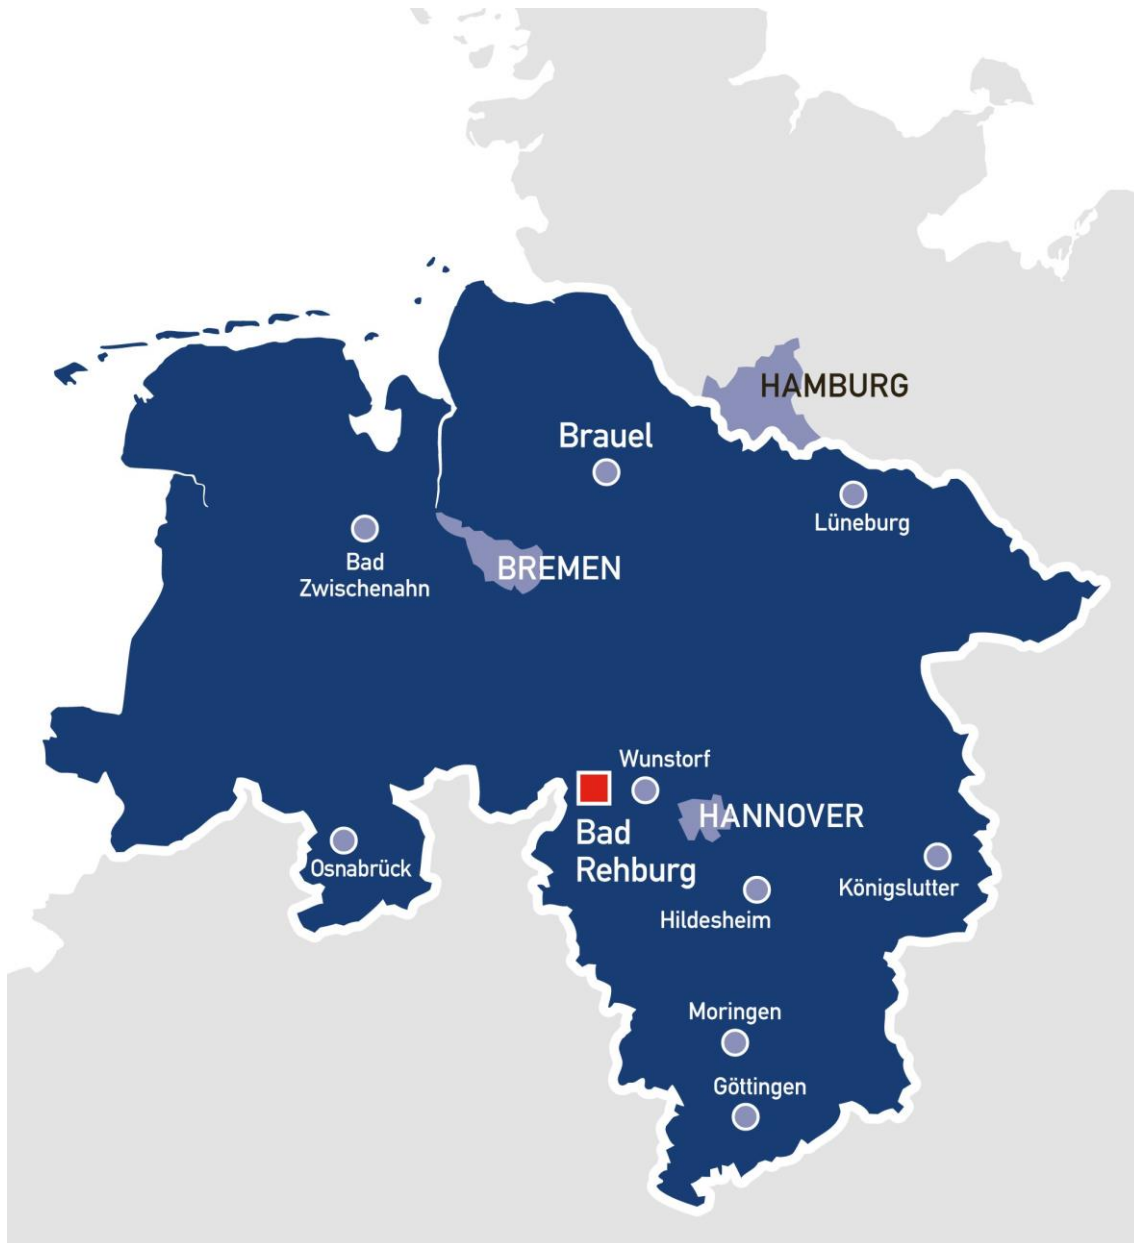 HAMBURG
Brauel
Lüneburg
Bad
Zwischenahn
BREMEN
Wunstorf
HANNOVER
Bad
Rehburg
Osnabrück
Königslutter
Hildesheim
Moringen
Göttingen